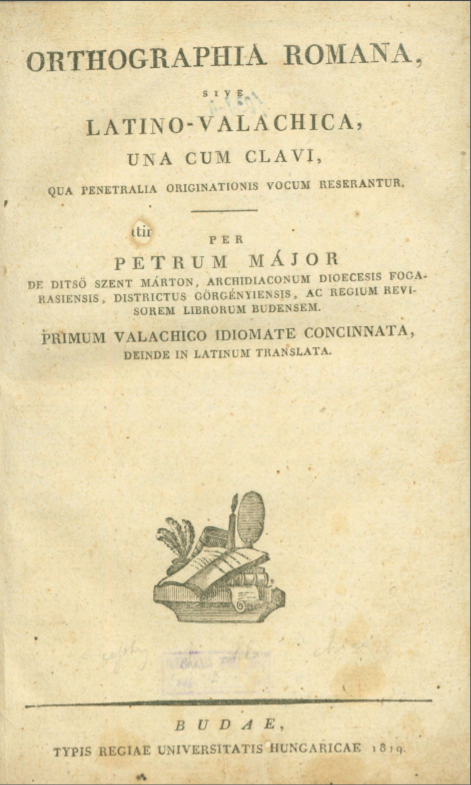 ORTHOGRAPHIA ROMANA,
SIVE
LATINO-VALACHICA,
UNA CUM CLAVI,
QUA PENETRALIA ORIGINATIONIS VOCUM RESERANTUR.
PER
PETRUM MÁJOR
DE DITSÖ SZENT MÁRTON, ARCHIDIACONUM DIOECESIS FOGA-
RASIENSIS, DISTRICTUS GÖRGÉNYIENSIS, AC REGIUM REVI-
SOREM LIBRORUM BUDENSEM.
PRIMUM VALACHICO IDIOMATE CONCINNATA,
DEINDE IN LATINUM TRANSLATA.
BUDAE,
TYPIS REGIAE UNIVERSITATIS HUNGARICAE 1819.